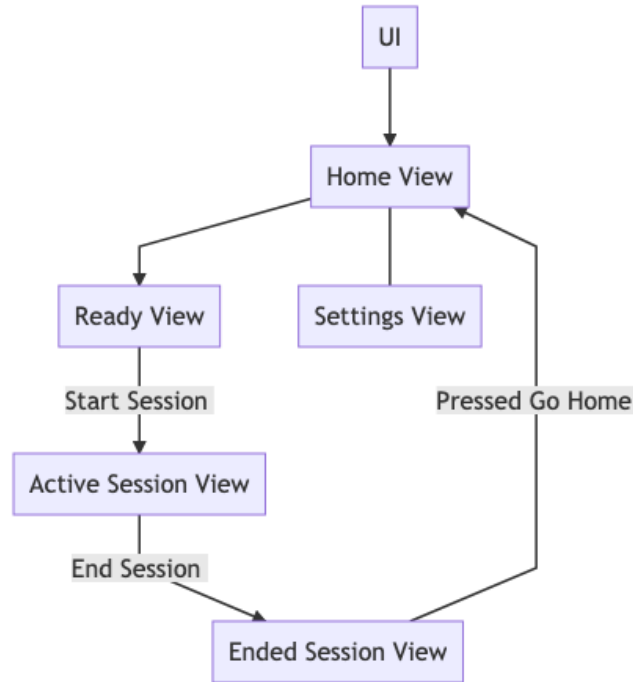 UI
Home View
Ready View
Settings View
Start Session
Pressed Go Home
Active Session View
End Session
Ended Session View